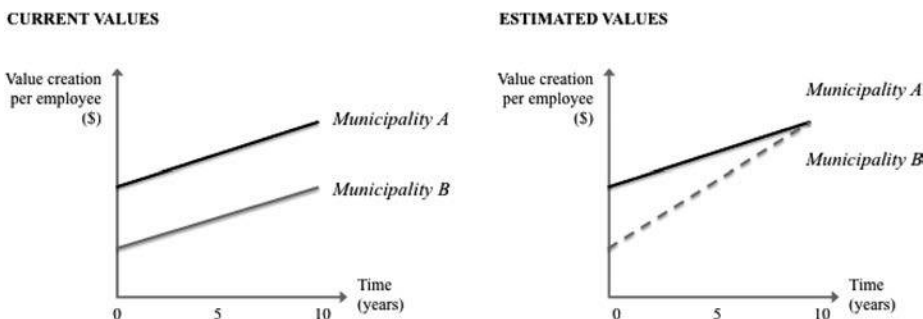 CURRENT VALUES
Value creation
per employee
($)
Municipality A
Municipality B
Time
(years)
0 5 10
ESTIMATED VALUES
Value creation
per employee
($)
Municipality A
Municipality B
Time
(years)
0 5 10